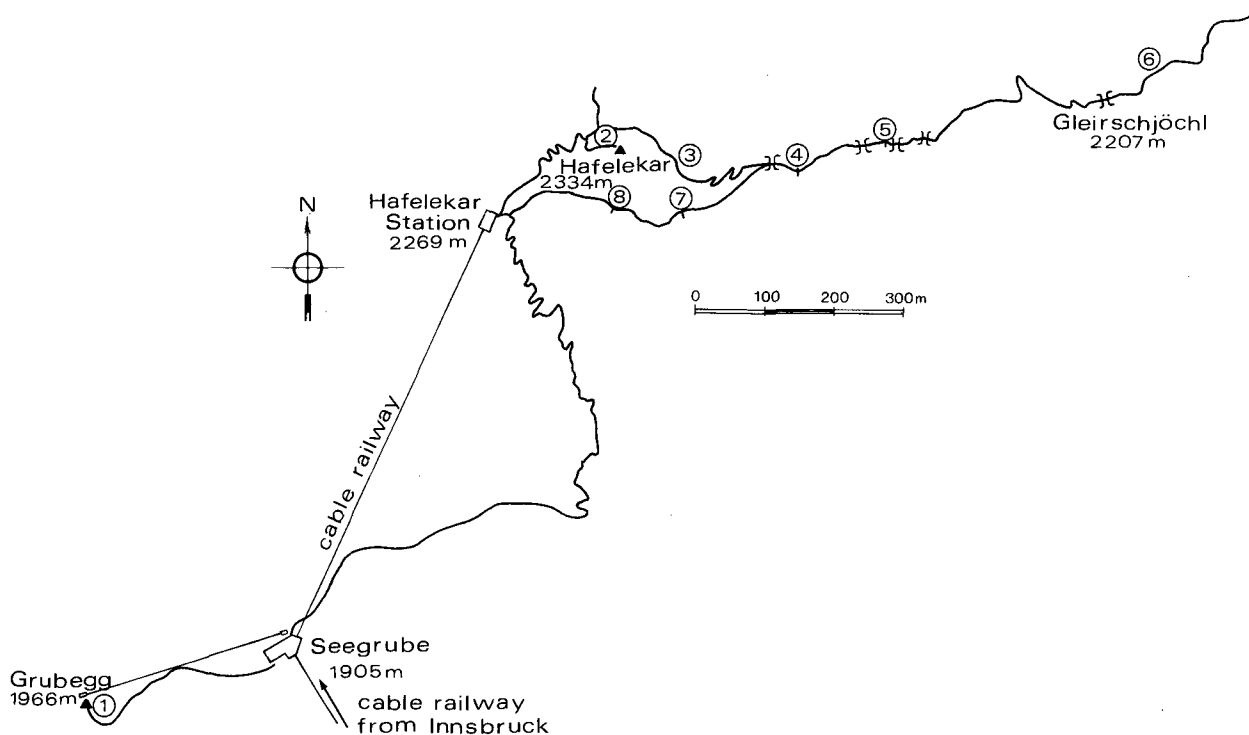 6
2
5
3
4
Gleirschjöchl
2207 m
Hafelekar
2334m
8
7
Hafelekar
Station
2269 m
N
0 100 200 300m
cable railway
Seegrube
1905m
Grubegg
1966m
1
cable railway
from Innsbruck